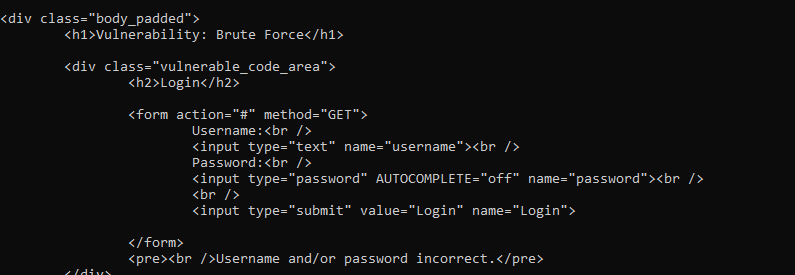 <div class="body_padded">
<h1>Vulnerability: Brute Force</h1>
<div class="vulnerable_code_area">
<h2>Login</h2>
<form action="#" method="GET">
Username:<br />
<input type="text" name="username"><br />
Password:<br />
<input type="password" AUTOCOMPLETE="off" name="password"><br />
<br />
<input type="submit" value="Login" name="Login">
</form>
<pre><br />Username and/or password incorrect.</pre>
</div>